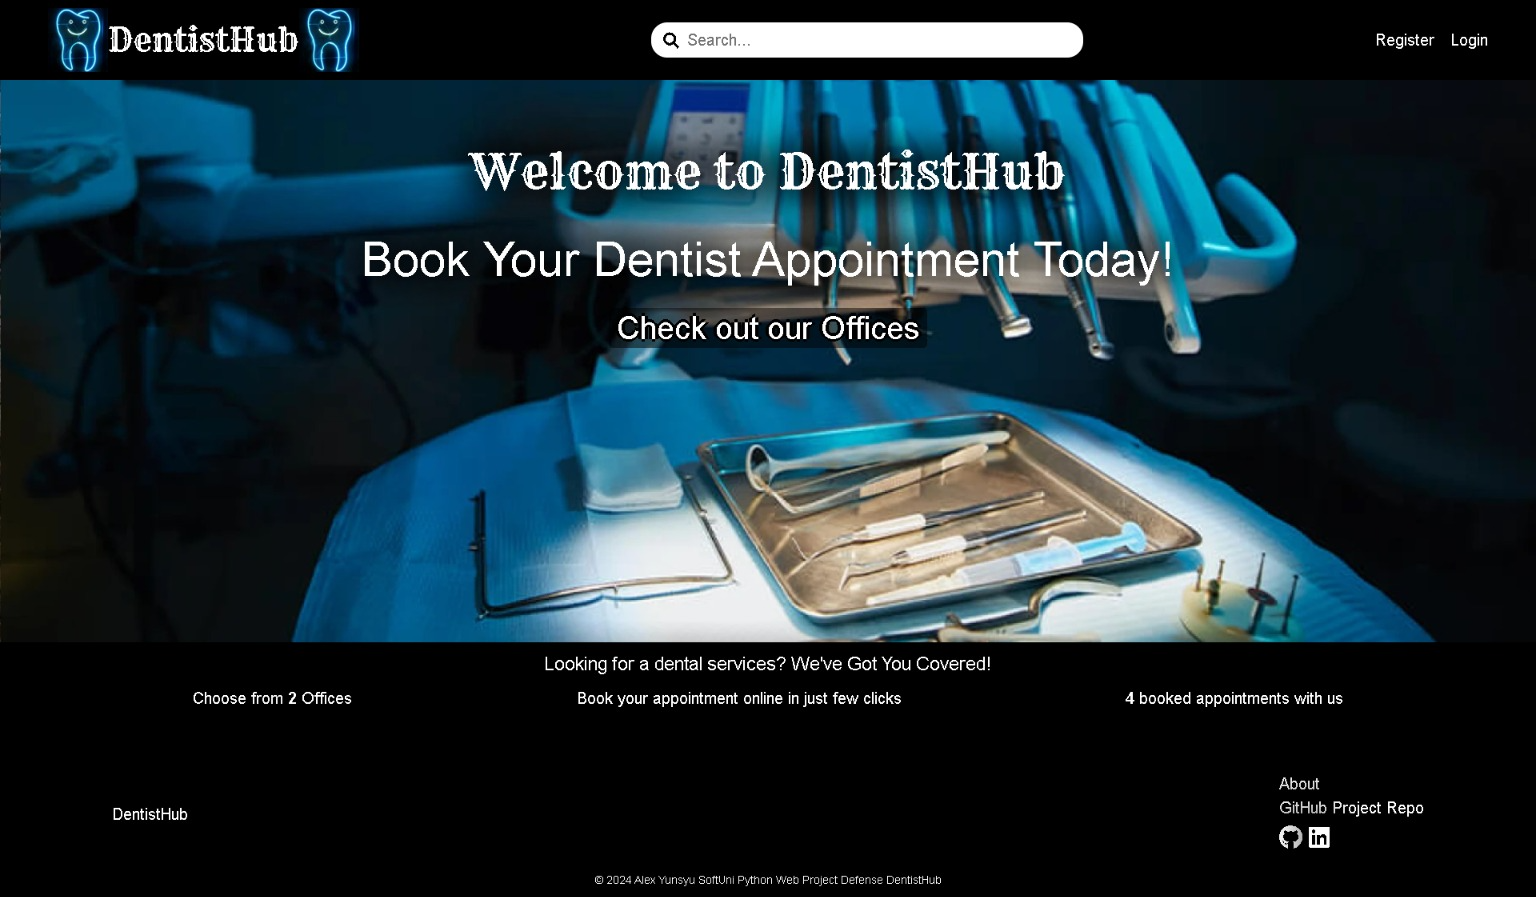 DentistHub
Search...
Register
Login
Welcome to DentistHub
Book Your Dentist Appointment Today!
Check out our Offices
Looking for a dental services? We've Got You Covered!
Choose from 2 Offices
Book your appointment online in just few clicks
4 booked appointments with us
DentistHub
About
GitHub Project Repo
in
© 2024 Alex Yunsyu SoftUni Python Web Project Defense DentistHub